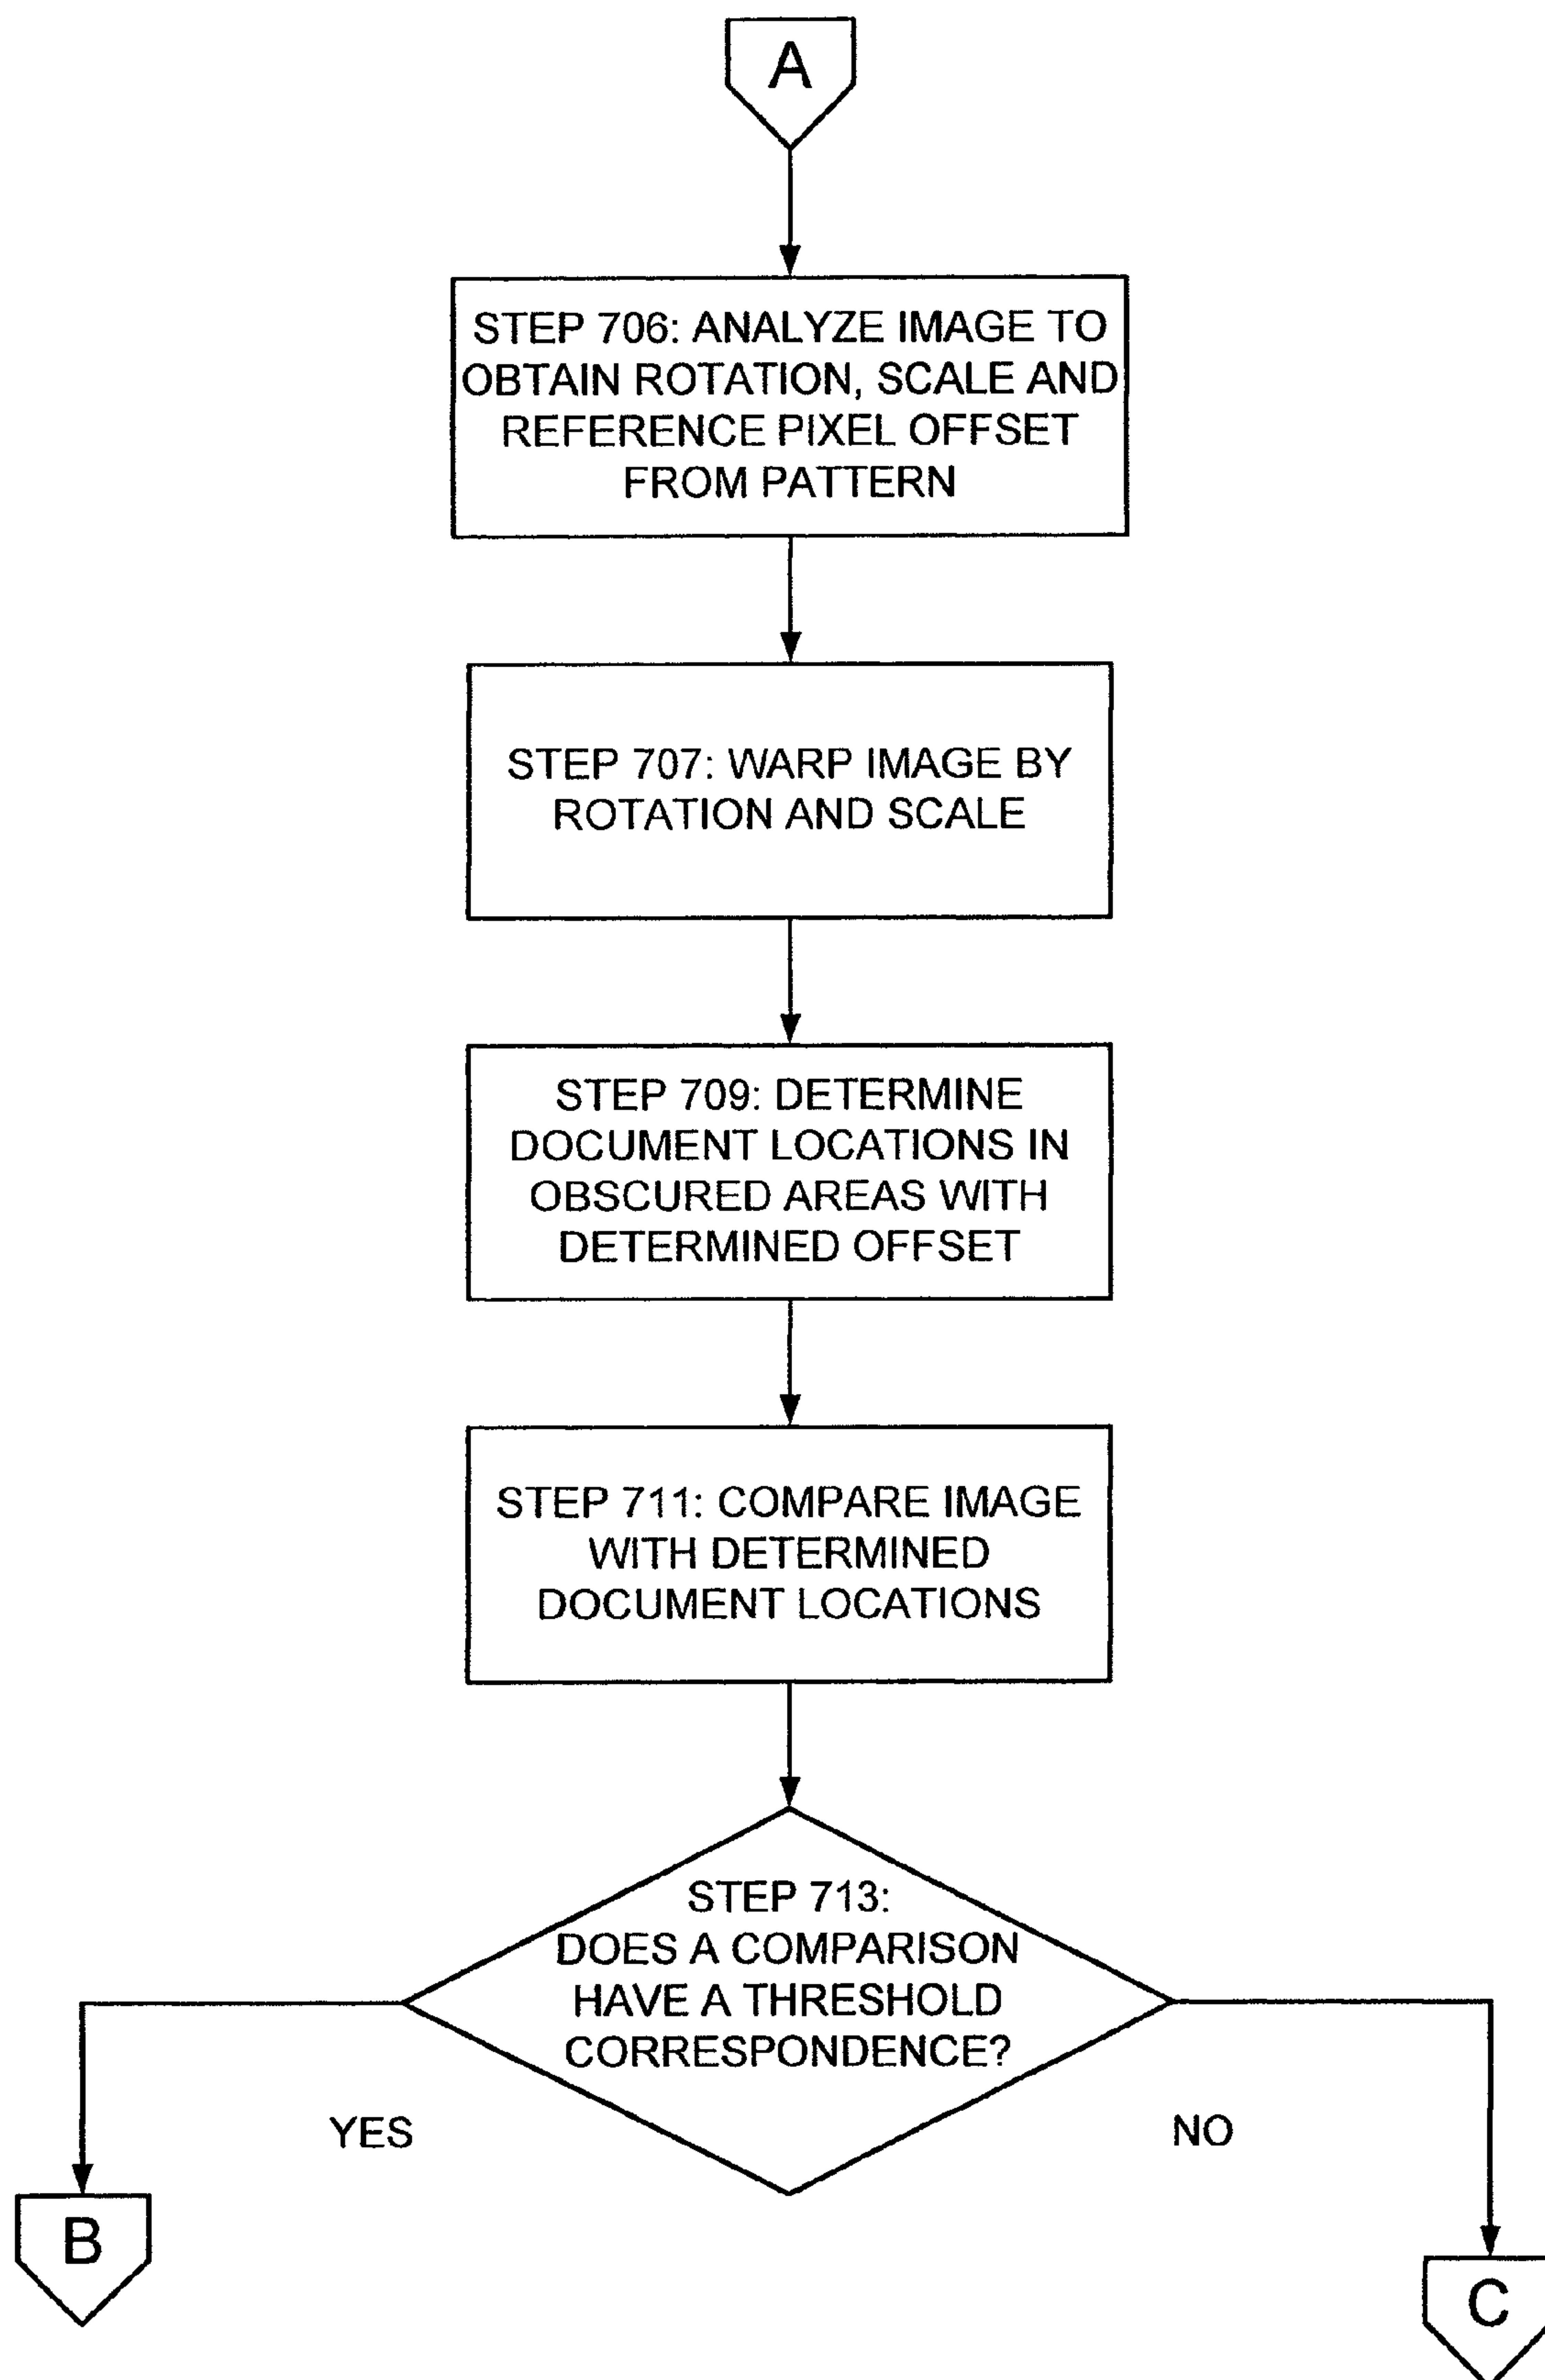 A
STEP 706: ANALYZE IMAGE TO
OBTAIN ROTATION, SCALE AND
REFERENCE PIXEL OFFSET
FROM PATTERN
STEP 707: WARP IMAGE BY
ROTATION AND SCALE
STEP 709: DETERMINE
DOCUMENT LOCATIONS IN
OBSCURED AREAS WITH
DETERMINED OFFSET
STEP 711: COMPARE IMAGE
WITH DETERMINED
DOCUMENT LOCATIONS
STEP 713:
DOES A COMPARISON
HAVE A THRESHOLD
CORRESPONDENCE?
YES
NO
B
C